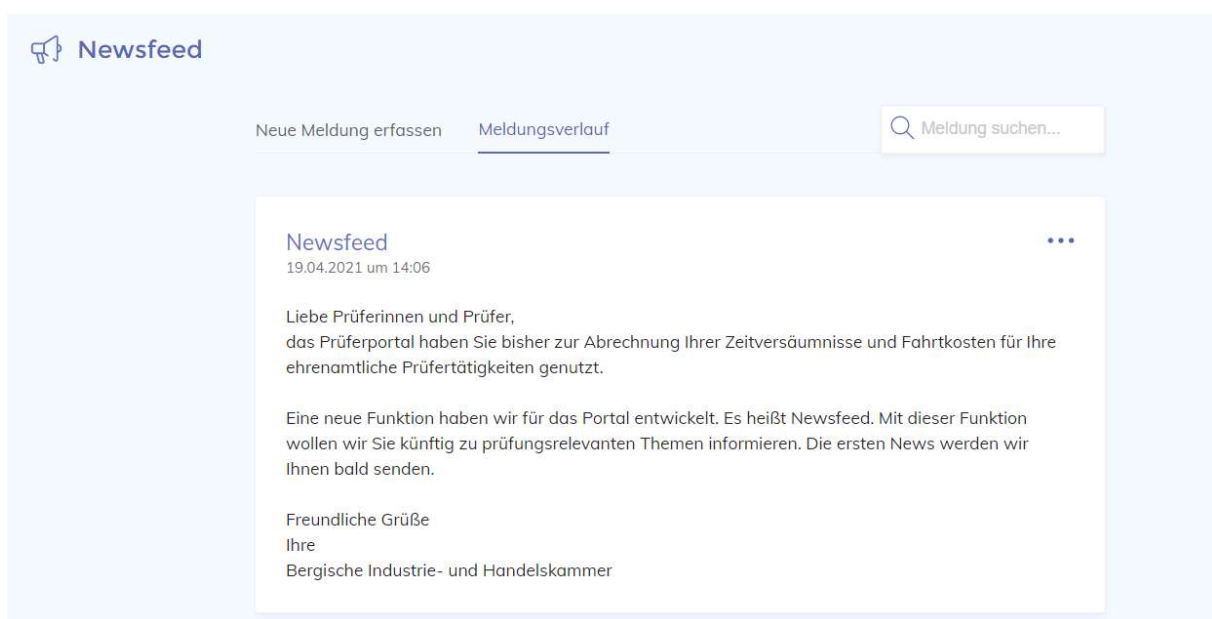 Newsfeed
Neue Meldung erfassen Meldungsverlauf Meldung suchen...
Newsfeed
19.04.2021 um 14:06
Liebe Prüferinnen und Prüfer,
das Prüferportal haben Sie bisher zur Abrechnung Ihrer Zeitversäumnisse und Fahrtkosten für Ihre
ehrenamtliche Prüfertätigkeiten genutzt.
Eine neue Funktion haben wir für das Portal entwickelt. Es heißt Newsfeed. Mit dieser Funktion
wollen wir Sie künftig zu prüfungsrelevanten Themen informieren. Die ersten News werden wir
Ihnen bald senden.
Freundliche Grüße
Ihre
Bergische Industrie- und Handelskammer